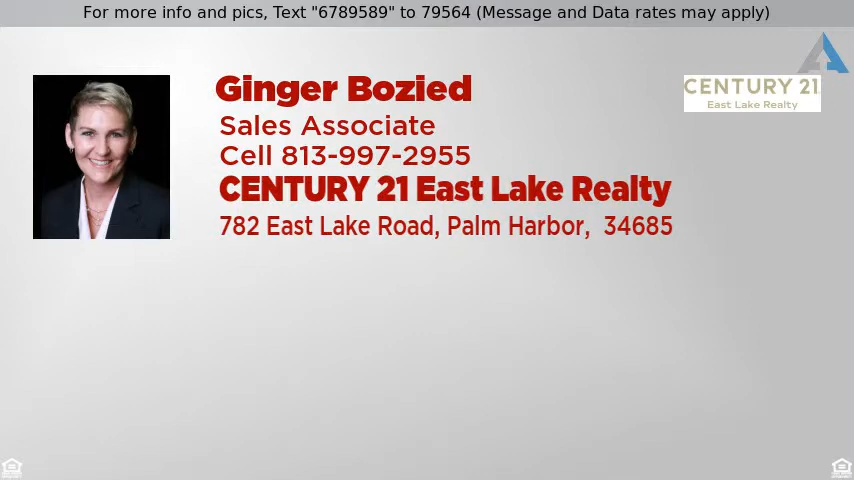 For more info and pics, Text "6789589" to 79564 (Message and Data rates may apply)
Ginger Bozied
Sales Associate
Cell 813-997-2955
CENTURY 21 East Lake Realty
782 East Lake Road, Palm Harbor,  34685
CENTURY 21
East Lake Realty